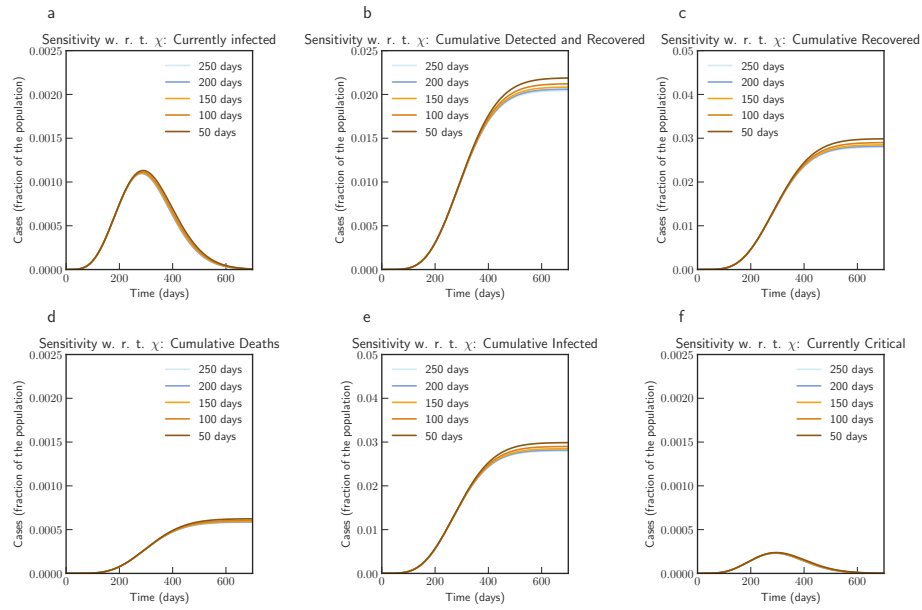 a
Sensitivity w. r. t. χ: Currently infected
Cases (fraction of the population)
0.0025
0.0020
0.0015
0.0010
0.0005
0.0000
250 days
200 days
150 days
100 days
50 days
0 200 400 600
Time (days)
b
Sensitivity w. r. t. χ: Cumulative Detected and Recovered
Cases (fraction of the population)
0.025
0.020
0.015
0.010
0.005
0.000
250 days
200 days
150 days
100 days
50 days
0 200 400 600
Time (days)
c
Sensitivity w. r. t. χ: Cumulative Recovered
Cases (fraction of the population)
0.05
0.04
0.03
0.02
0.01
0.00
250 days
200 days
150 days
100 days
50 days
0 200 400 600
Time (days)
d
Sensitivity w. r. t. χ: Cumulative Deaths
Cases (fraction of the population)
0.0025
0.0020
0.0015
0.0010
0.0005
0.0000
250 days
200 days
150 days
100 days
50 days
0 200 400 600
Time (days)
e
Sensitivity w. r. t. χ: Cumulative Infected
Cases (fraction of the population)
0.05
0.04
0.03
0.02
0.01
0.00
250 days
200 days
150 days
100 days
50 days
0 200 400 600
Time (days)
f
Sensitivity w. r. t. χ: Currently Critical
Cases (fraction of the population)
0.0025
0.0020
0.0015
0.0010
0.0005
0.0000
250 days
200 days
150 days
100 days
50 days
0 200 400 600
Time (days)